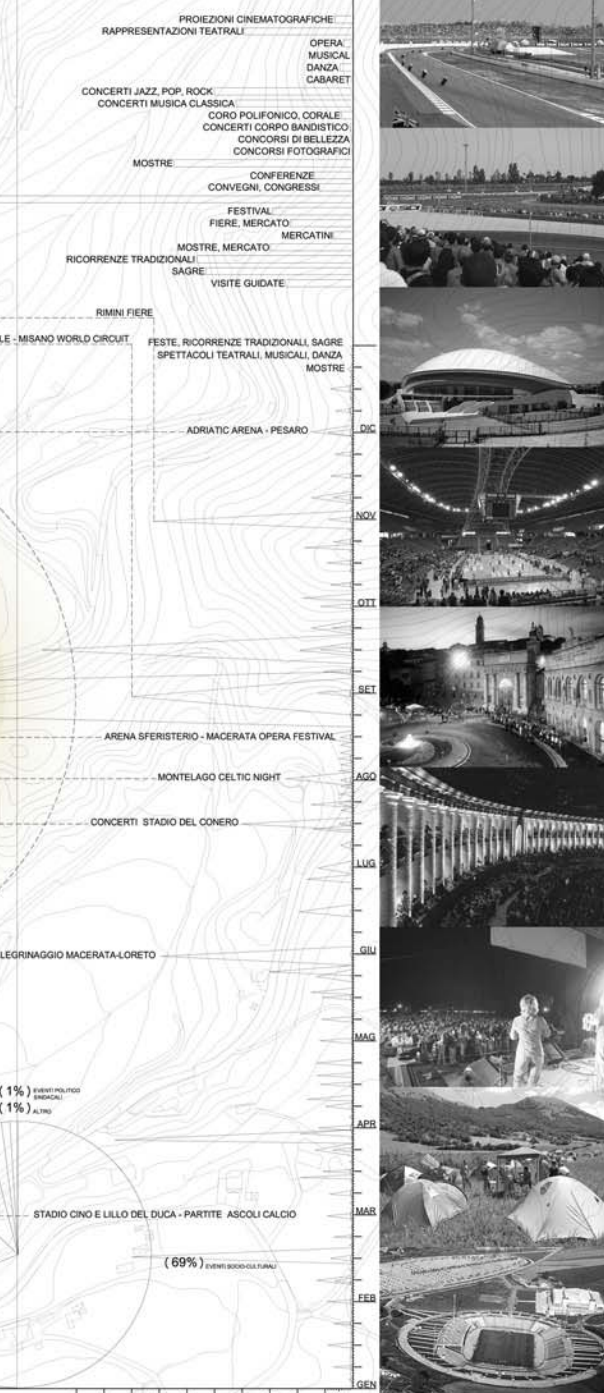 PROIEZIONI CINEMATOGRAFICHE
RAPPRESENTAZIONI TEATRALI
OPERA
MUSICAL
DANZA
CABARET
CONCERTI JAZZ, POP, ROCK
CONCERTI MUSICA CLASSICA
CORO POLIFONICO, CORALE
CONCERTI CORPO BANDISTICO
CONCORSI DI BELLEZZA
CONCORSI FOTOGRAFICI
MOSTRE
CONFERENZE
CONVEGNI, CONGRESSI
FESTIVAL
FIERE, MERCATO
MERCATINI
MOSTRE, MERCATO
RICORRENZE TRADIZIONALI
SAGRE
VISITE GUIDATE
RIMINI FIERE
LE - MISANO WORLD CIRCUIT
FESTE, RICORRENZE TRADIZIONALI, SAGRE
SPETTACOLI TEATRALI, MUSICALI, DANZA
MOSTRE
ADRIATIC ARENA - PESARO
DIC
NOV
OTT
SET
ARENA SFERISTERIO - MACERATA OPERA FESTIVAL
MONTELAGO CELTIC NIGHT
AGO
CONCERTI STADIO DEL CONERO
LUG
LEGRINAGGIO MACERATA-LORETO
GIU
MAG
(1%) EVENTI POLITICO
SINDACALI
(1%) ALTRO
APR
STADIO CINO E LILLO DEL DUCA - PARTITE ASCOLI CALCIO
MAR
(69%) EVENTI SOCIO-CULTURALI
FEB
GEN